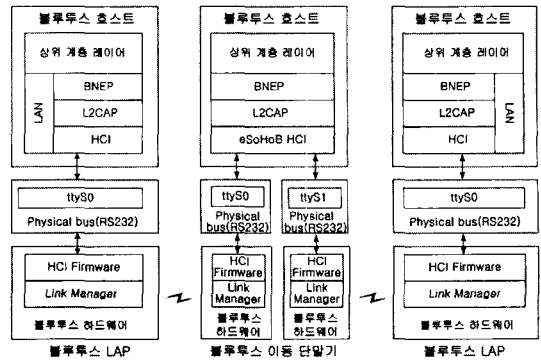 블루투스 호스트
상위 계층 레이어
LAN
BNEP
L2CAP
HCI
ttyS0
Physical bus(RS232)
HCI Firmware
Link Manager
블루투스 하드웨어
블루투스 LAP
블루투스 호스트
상위 계층 레이어
BNEP
L2CAP
eSoHoB HCI
ttyS0
Physical
bus(RS232)
HCI
Firmware
Link
Manager
블루투스
하드웨어
ttyS1
Physical
bus(RS232)
HCI
Firmware
Link
Manager
블루투스
하드웨어
블루투스 이동 단말기
블루투스 호스트
상위 계층 레이어
BNEP
L2CAP
HCI
LAN
ttyS0
Physical bus(RS232)
HCI Firmware
Link Manager
블루투스 하드웨어
블루투스 LAP